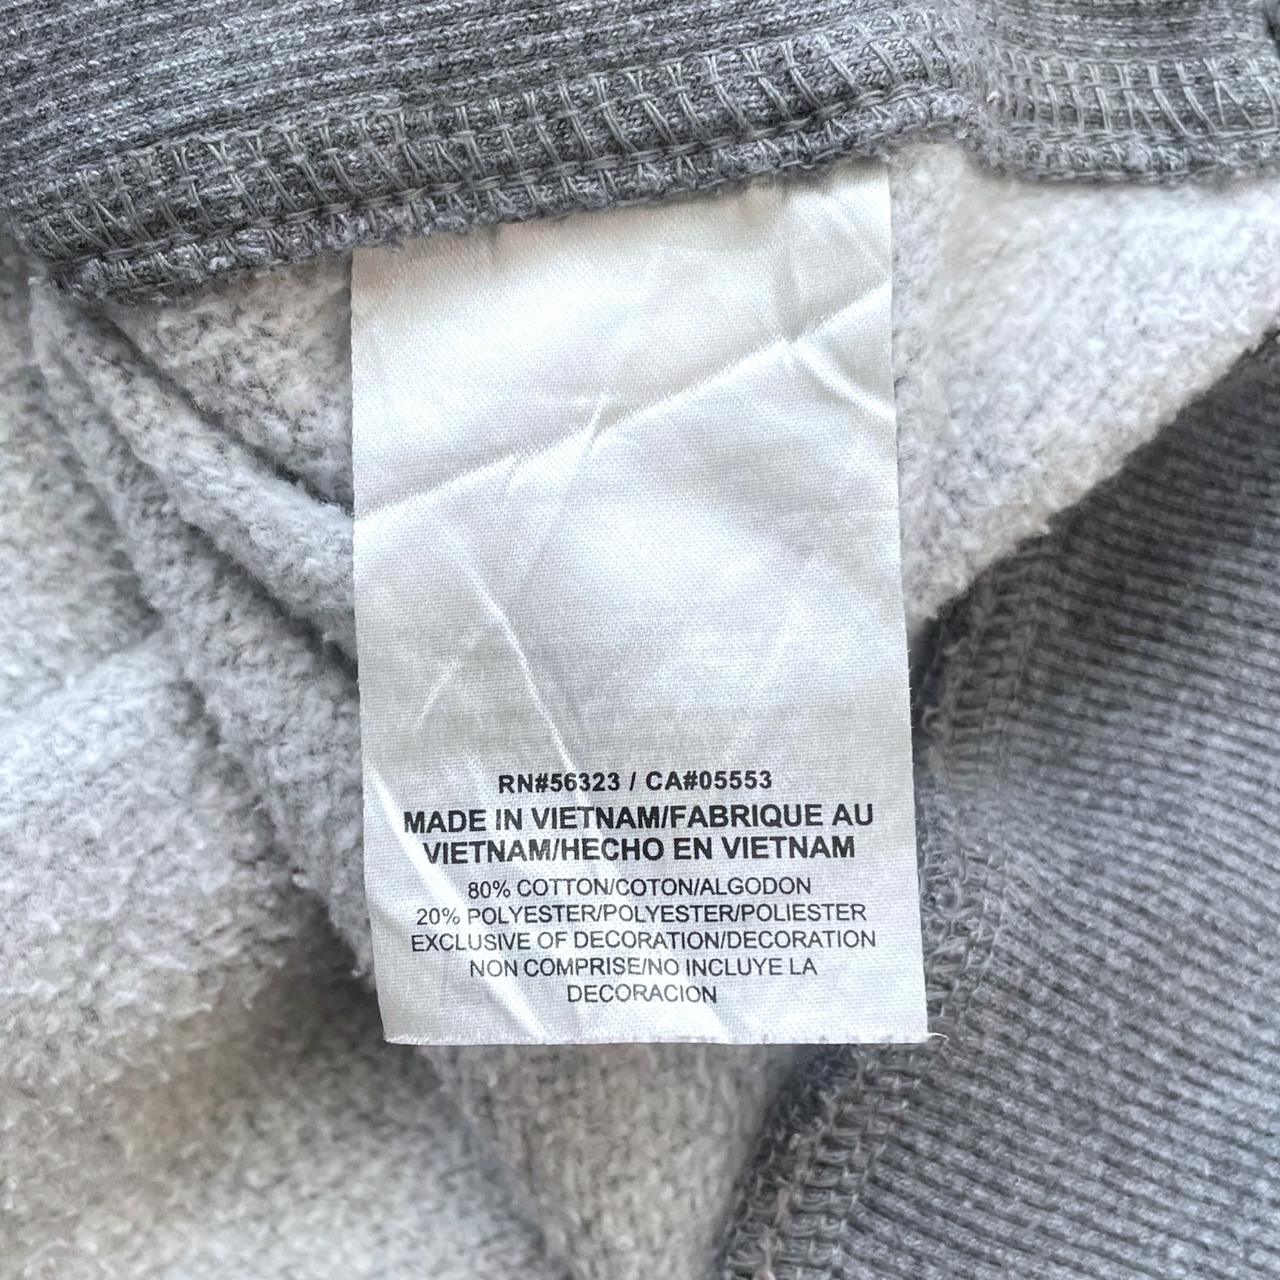 RN#56323 / CA#05553
MADE IN VIETNAM/FABRIQUE AU
VIETNAM/HECHO EN VIETNAM
80% COTTON/COTON/ALGODON
20% POLYESTER/POLYESTER/POLIESTER
EXCLUSIVE OF DECORATION/DECORATION
NON COMPRISE/NO INCLUYE LA
DECORACION